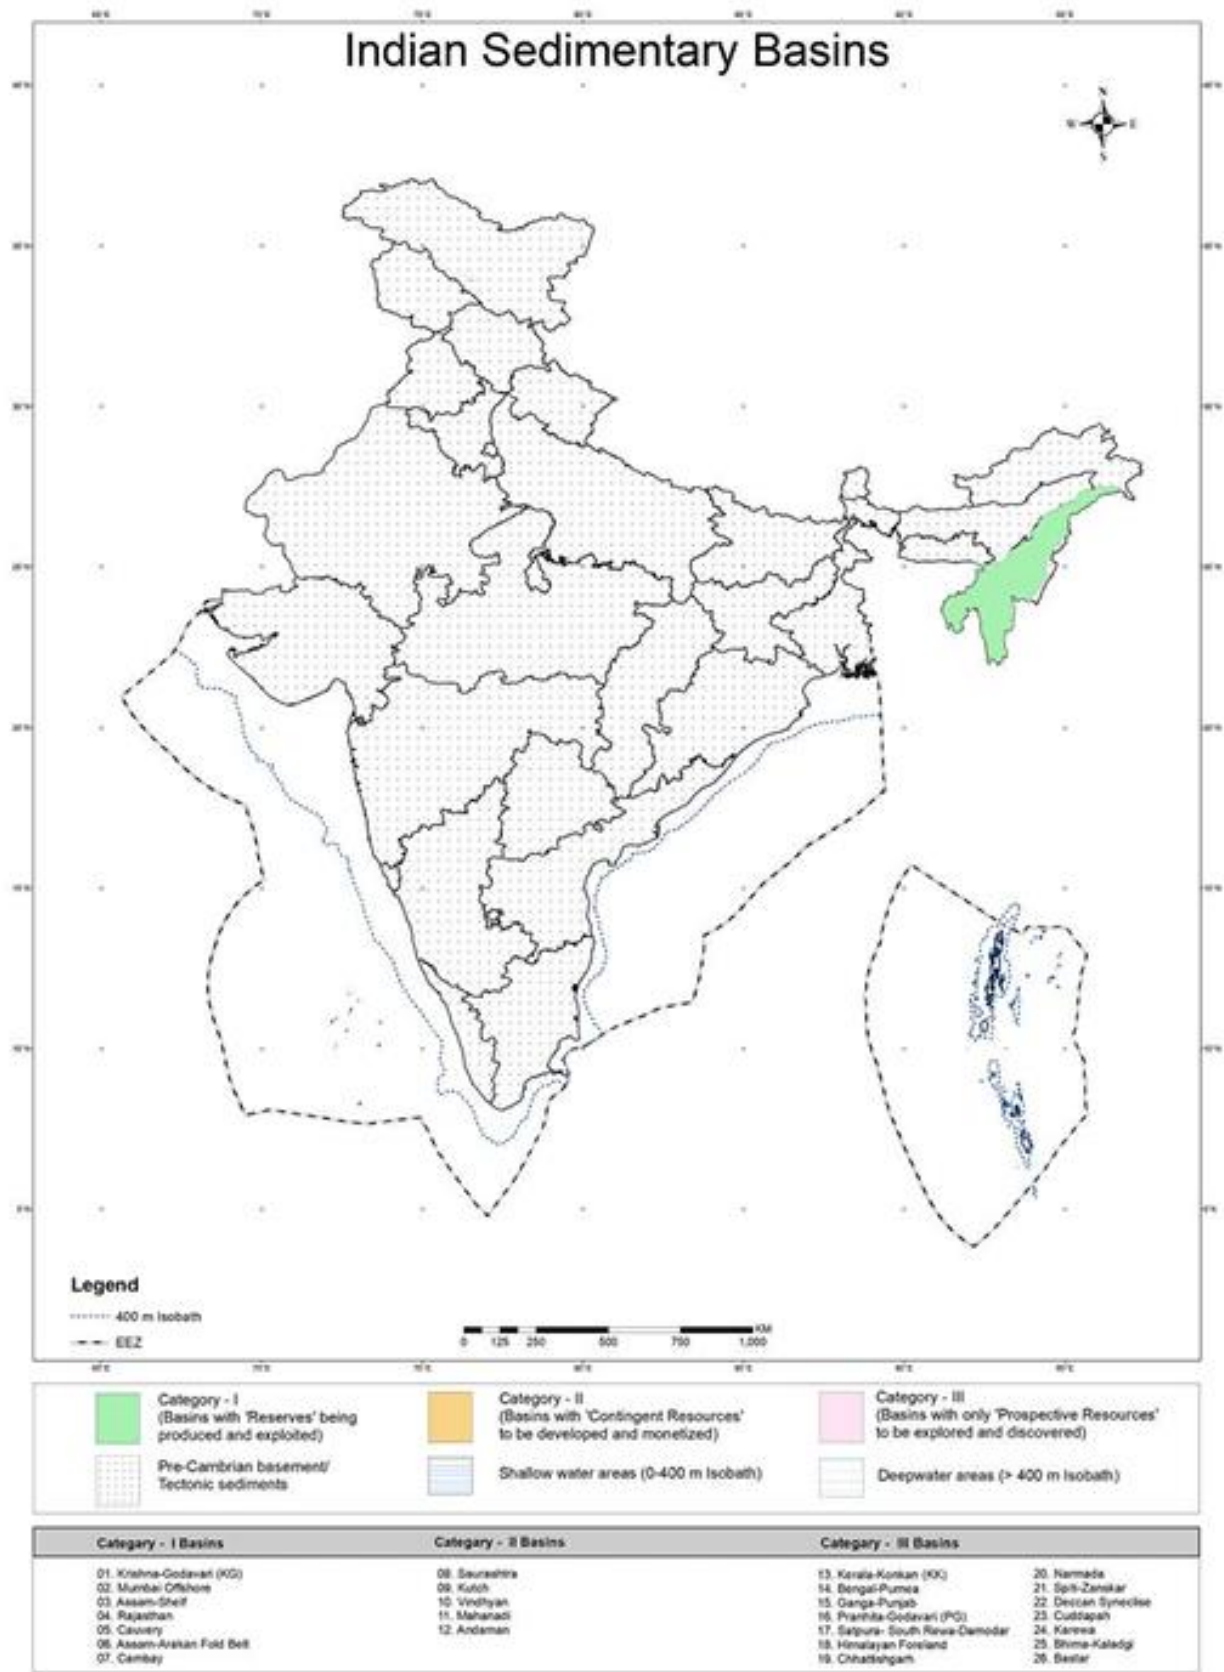 Indian Sedimentary Basins
N
W E
S
Legend
400 m Isobath
EEZ
KM
0 125 250 500 750 1,000
Category - I
(Basins with 'Reserves' being
produced and exploited)
Category - II
(Basins with 'Contingent Resources'
to be developed and monetized)
Category - III
(Basins with only 'Prospective Resources'
to be explored and discovered)
Pre-Cambrian basement/
Tectonic sediments
Shallow water areas (0-400 m Isobath)
Deepwater areas (> 400 m Isobath)
Categary - I Basins
01. Krishna-Godavari (KG)
02. Mumbai Offshore
03. Assam-Shelf
04. Rajasthan
05. Cauvery
06. Assam-Arakan Fold Belt
07. Cambay
Categary - II Basins
08. Saurashtra
09. Kutch
10. Vindhyan
11. Mahanadi
12. Andaman
Categary - III Basins
13. Kerala-Konkan (KK)
14. Bengal-Purnea
15. Ganga-Punjab
16. Pranhita-Godavari (PG)
17. Satpura- South Rewa-Damodar
18. Himalayan Foreland
19. Chhattishgarh
20. Narmada
21. Spiti-Zanskar
22. Deccan Syneclise
23. Cuddapah
24. Karewa
25. Bhima-Kaladgi
26. Bastar